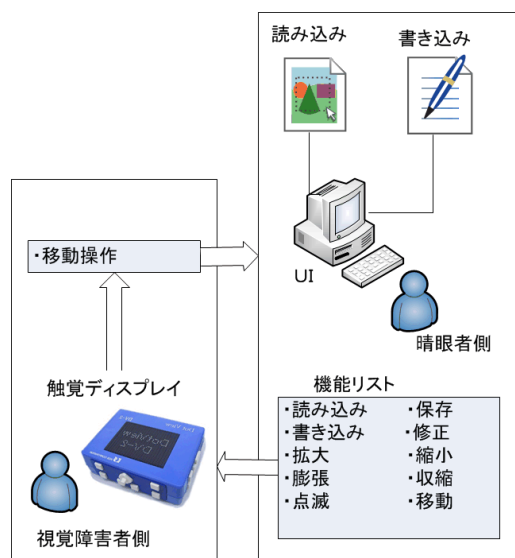 読み込み
書き込み
・移動操作
UI
晴眼者側
触覚ディスプレイ
機能リスト
・読み込み ・保存
・書き込み ・修正
・拡大 ・縮小
・膨張 ・収縮
・点滅 ・移動
視覚障害者側